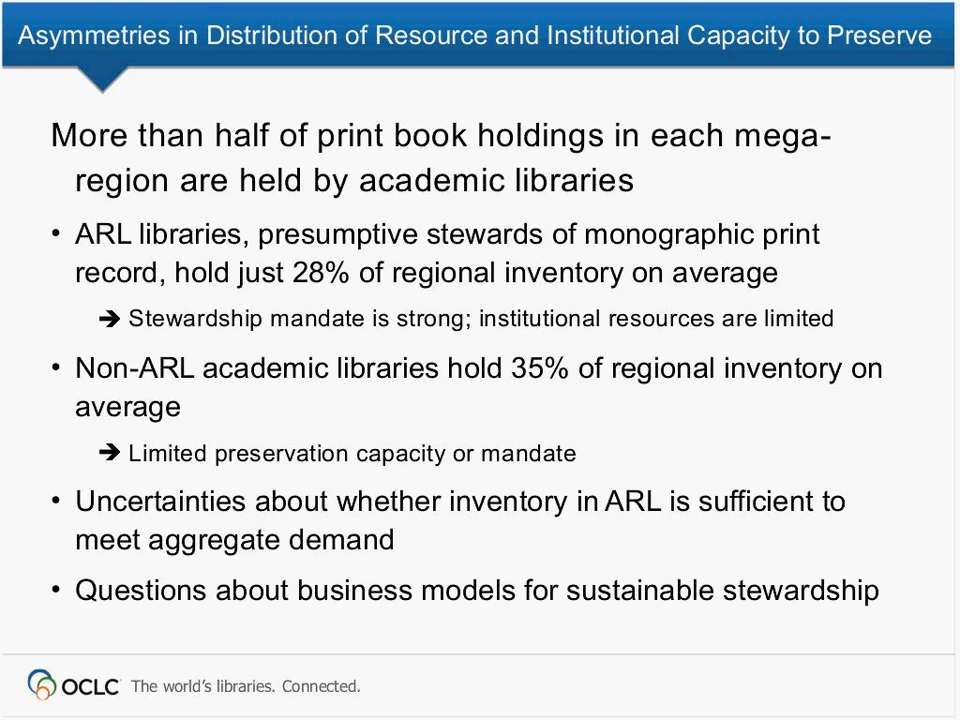 Asymmetries in Distribution of Resource and Institutional Capacity to Preserve
More than half of print book holdings in each mega-
region are held by academic libraries
• ARL libraries, presumptive stewards of monographic print
record, hold just 28% of regional inventory on average
➔ Stewardship mandate is strong; institutional resources are limited
• Non-ARL academic libraries hold 35% of regional inventory on
average
➔ Limited preservation capacity or mandate
• Uncertainties about whether inventory in ARL is sufficient to
meet aggregate demand
• Questions about business models for sustainable stewardship
OCLC The world’s libraries. Connected.